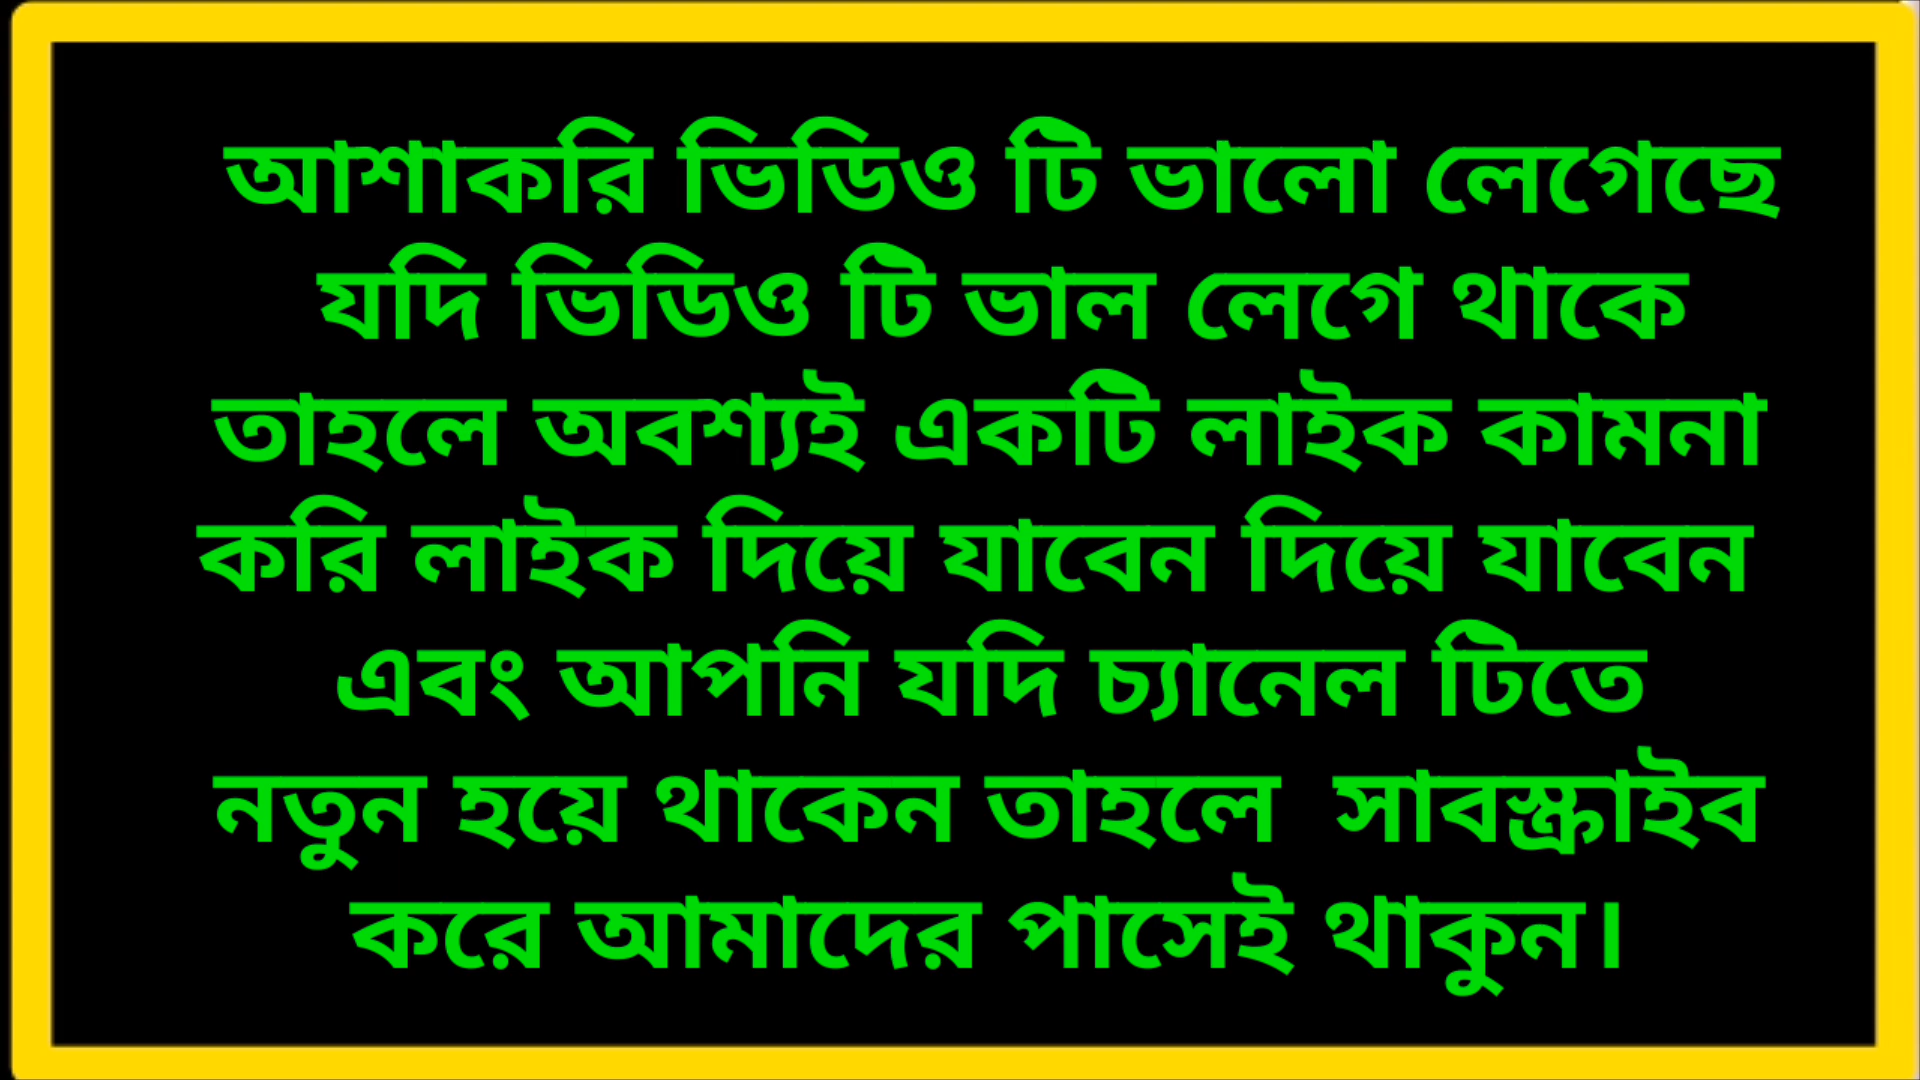 আশাকরি ভিডিও টি ভালো লেগেছে
যদি ভিডিও টি ভাল লেগে থাকে
তাহলে অবশ্যই একটি লাইক কামনা
করি লাইক দিয়ে যাবেন দিয়ে যাবেন
এবং আপনি যদি চ্যানেল টিতে
নতুন হয়ে থাকেন তাহলে  সাবস্ক্রাইব
করে আমাদের পাসেই থাকুন।